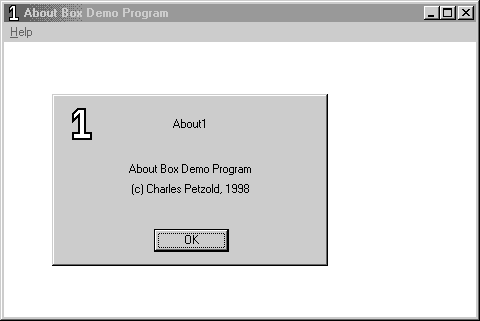 1 About Box Demo Program
Help
1
About1
About Box Demo Program
(c) Charles Petzold, 1998
OK